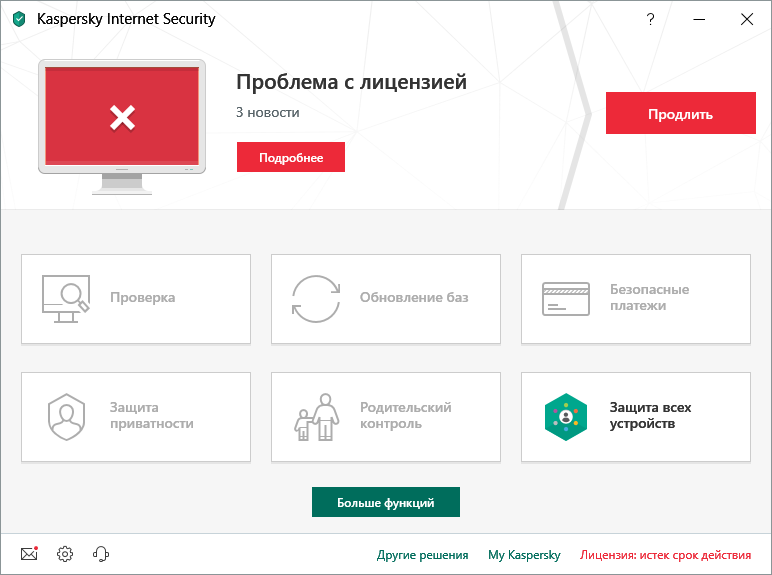 Kaspersky Internet Security
?
Проблема с лицензией
3 новости
Подробнее
Продлить
Проверка
Обновление баз
Безопасные
платежи
Защита
приватности
Родительский
контроль
Защита всех
устройств
Больше функций
Другие решения
My Kaspersky
Лицензия: истек срок действия